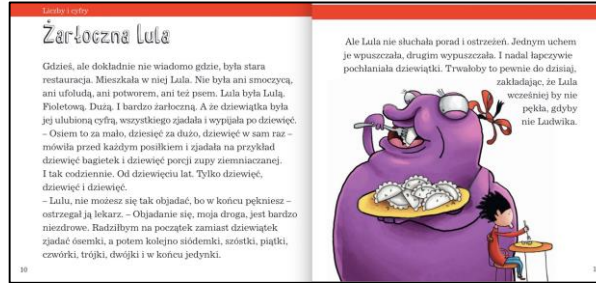 Liczby i cyfry
Żarłoczna Lula
Gdzieś, ale dokładnie nie wiadomo gdzie, była stara
restauracja. Mieszkała w niej Lula. Nie była ani smoczycą,
ani ufoludą, ani potworem, ani też psem. Lula była Lulą.
Fioletową. Dużą. I bardzo żarłoczną. A że dziewiątka była
jej ulubioną cyfrą, wszystkiego zjadała i wypijała po dziewięć.
– Osiem to za mało, dziesięć za dużo, dziewięć w sam raz –
mówiła przed każdym posiłkiem i zjadała na przykład
dziewięć bagietek i dziewięć porcji zupy ziemniaczanej.
I tak codziennie. Od dziewięciu lat. Tylko dziewięć,
dziewięć i dziewięć.
– Lulu, nie możesz się tak objadać, bo w końcu pękniesz –
ostrzegał ją lekarz. – Objadanie się, moja droga, jest bardzo
niezdrowe. Radziłbym na początek zamiast dziewiątek
zjadać ósemki, a potem kolejno siódemki, szóstki, piątki,
czwórki, trójki, dwójki i w końcu jedynki.
10
Ale Lula nie słuchała porad i ostrzeżeń. Jednym uchem
je wpuszczała, drugim wypuszczała. I nadal łapczywie
pochłaniała dziewiątki. Trwałoby to pewnie do dzisiaj,
zakładając, że Lula
wcześniej by nie
pękła, gdyby
nie Ludwika.